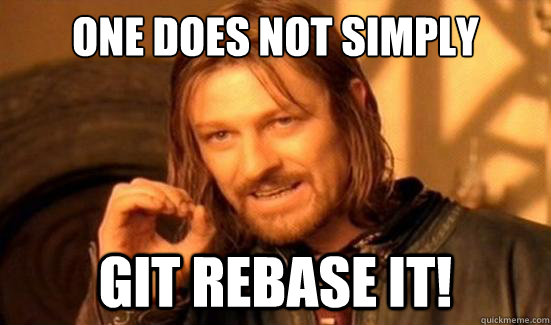 ONE DOES NOT SIMPLY
GIT REBASE IT!
quickmeme.com